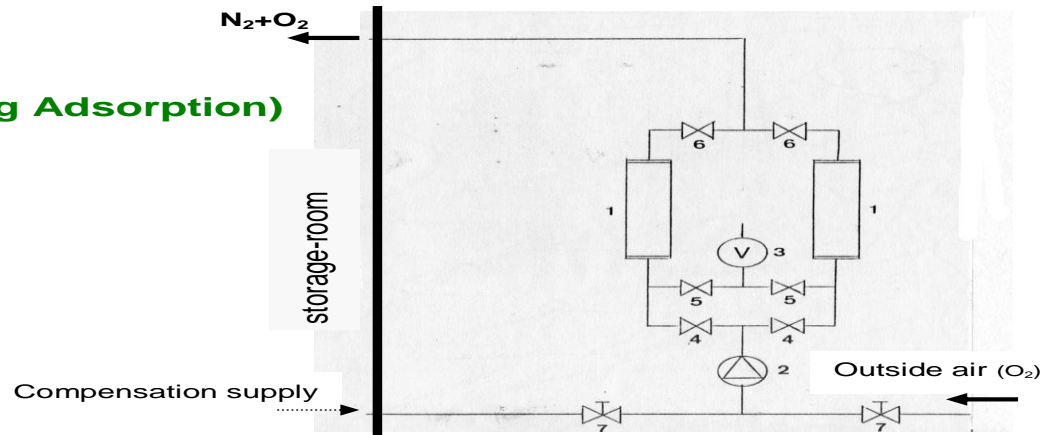 N₂+O₂
g Adsorption)
6 6
1 1
storage-room
V 3
5 5
4 4
2
Outside air (O₂)
Compensation supply
7 7